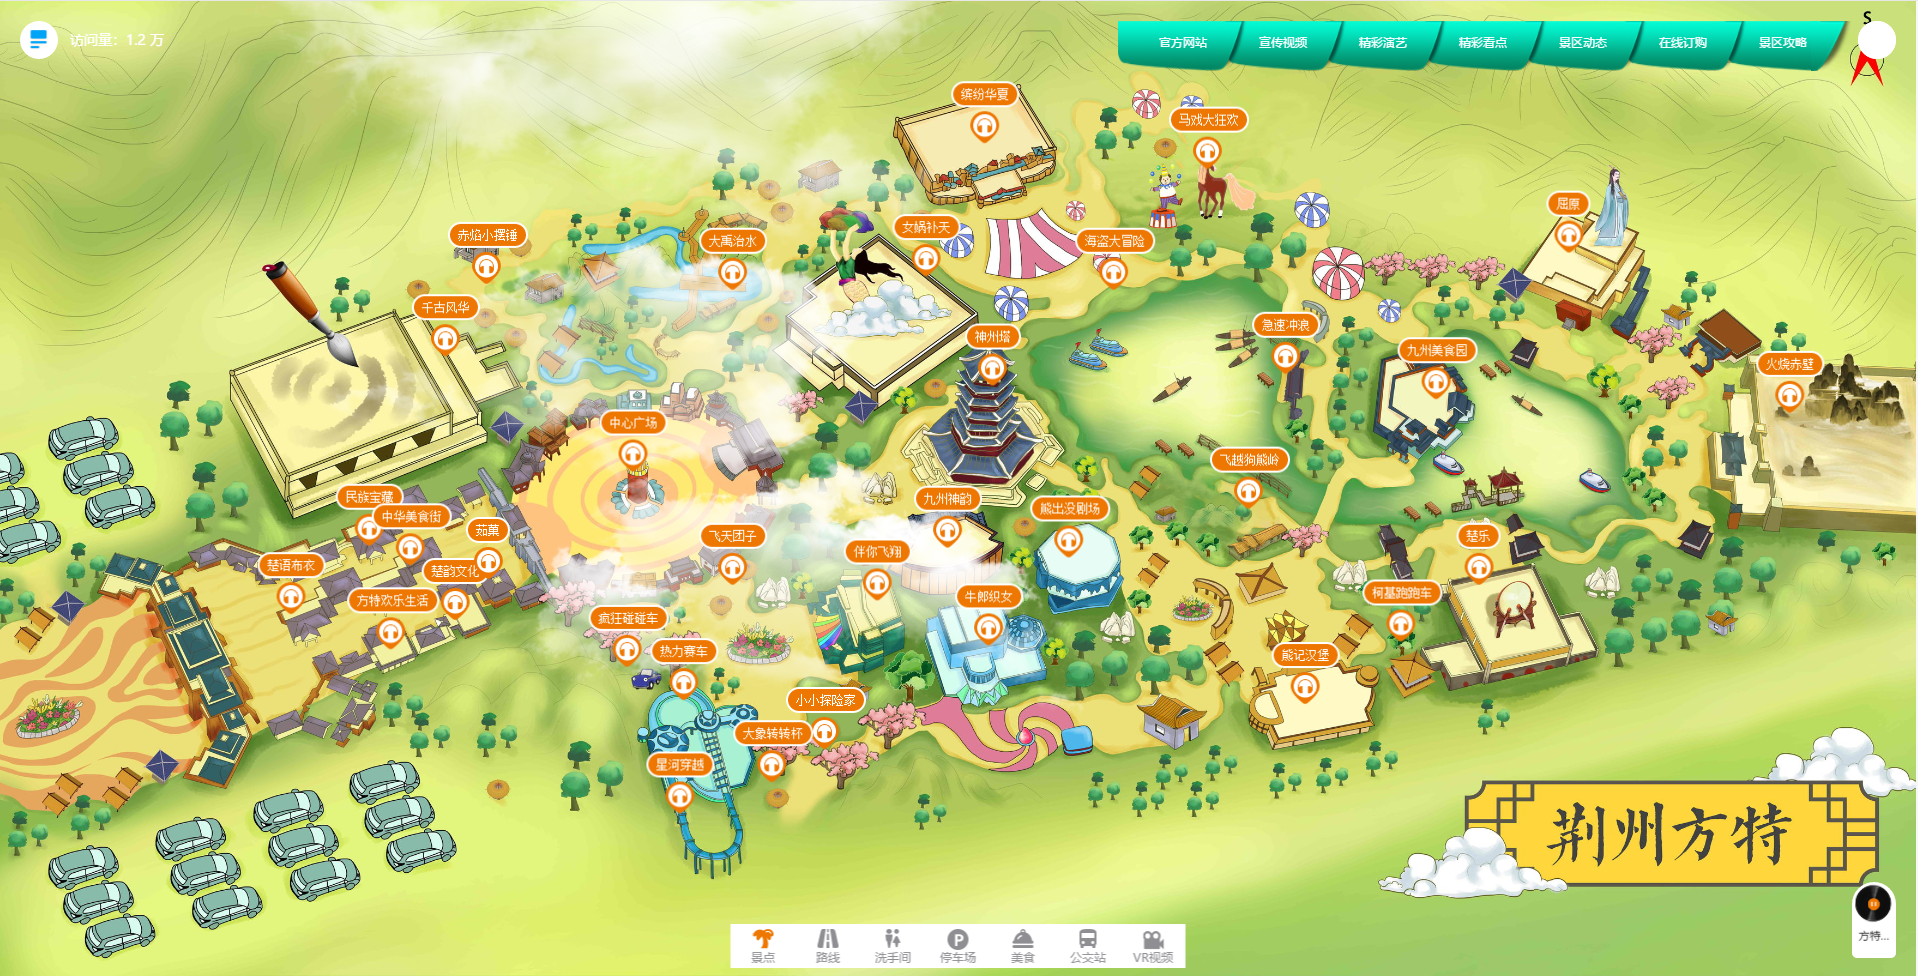 访问量：1.2 万
官方网站
宣传视频
精彩演艺
精彩看点
景区动态
在线订购
景区攻略
S
缤纷华夏
马戏大狂欢
屈原
赤焰小摆锤
大禹治水
女娲补天
海盗大冒险
千古风华
神州塔
急速冲浪
九州美食园
火烧赤壁
中心广场
飞越狗熊岭
民族宝藏
中华美食街
茹菓
九州神韵
熊出没剧场
飞天团子
楚乐
伴你飞翔
楚语布衣
楚韵文化
方特欢乐生活
牛郎织女
柯基跑跑车
疯狂碰碰车
热力赛车
熊记汉堡
小小探险家
大象转转杯
星河穿越
荆州方特
景点
路线
洗手间
P
停车场
美食
公交站
VR视频
方特...